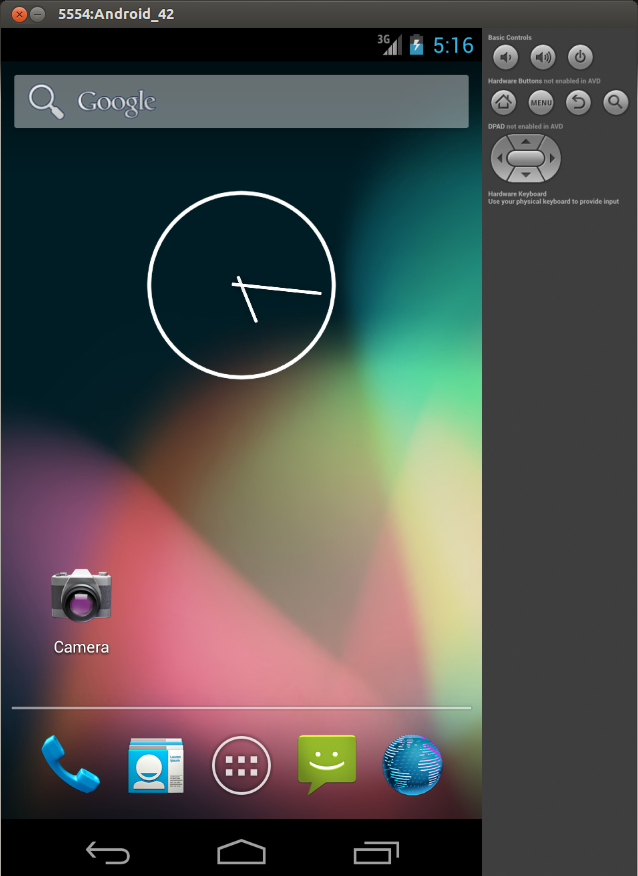 5554:Android_42
3G 5:16
Google
Camera
Basic Controls
Hardware Buttons not enabled in AVD
MENU
DPAD not enabled in AVD
Hardware Keyboard
Use your physical keyboard to provide input